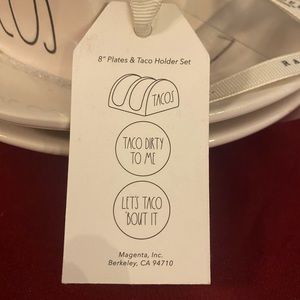 8" Plates & Taco Holder Set
TACOS
TACO DIRTY
TO ME
LET'S TACO
'BOUT IT
Magenta, Inc.
Berkeley, CA 94710